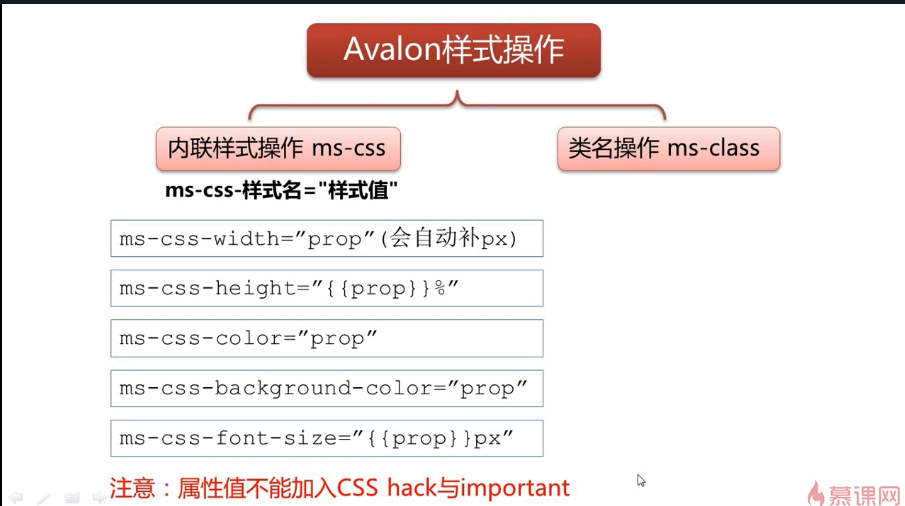 Avalon样式操作
内联样式操作 ms-css
类名操作 ms-class
ms-css-样式名="样式值"
ms-css-width=”prop”(会自动补px)
ms-css-height=”{{prop}}%”
ms-css-color=”prop”
ms-css-background-color=”prop”
ms-css-font-size=”{{prop}}px”
注意：属性值不能加入CSS hack与important
慕课网